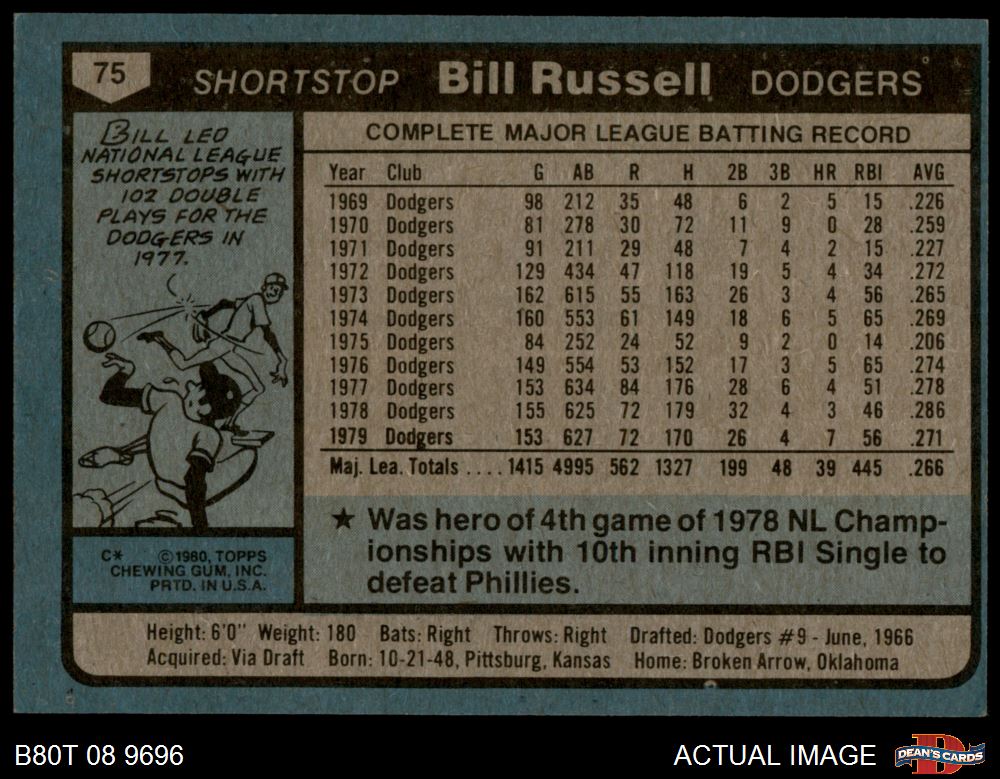 75
SHORTSTOP Bill Russell DODGERS
BILL LED
NATIONAL LEAGUE
SHORTSTOPS WITH
102 DOUBLE
PLAYS FOR THE
DODGERS IN
1977.
C* ©1980, TOPPS
CHEWING GUM, INC.
PRTD. IN U.S.A.
COMPLETE MAJOR LEAGUE BATTING RECORD
Year Club G AB R H 2B 3B HR RBI AVG
1969 Dodgers 98 212 35 48 6 2 5 15 .226
1970 Dodgers 81 278 30 72 11 9 0 28 .259
1971 Dodgers 91 211 29 48 7 4 2 15 .227
1972 Dodgers 129 434 47 118 19 5 4 34 .272
1973 Dodgers 162 615 55 163 26 3 4 56 .265
1974 Dodgers 160 553 61 149 18 6 5 65 .269
1975 Dodgers 84 252 24 52 9 2 0 14 .206
1976 Dodgers 149 554 53 152 17 3 5 65 .274
1977 Dodgers 153 634 84 176 28 6 4 51 .278
1978 Dodgers 155 625 72 179 32 4 3 46 .286
1979 Dodgers 153 627 72 170 26 4 7 56 .271
Maj. Lea. Totals .... 1415 4995 562 1327 199 48 39 445 .266
★ Was hero of 4th game of 1978 NL Champ-
ionships with 10th inning RBI Single to
defeat Phillies.
Height: 6'0" Weight: 180 Bats: Right Throws: Right Drafted: Dodgers #9 - June, 1966
Acquired: Via Draft Born: 10-21-48, Pittsburg, Kansas Home: Broken Arrow, Oklahoma
B80T 08 9696
ACTUAL IMAGE
DEAN'S CARDS